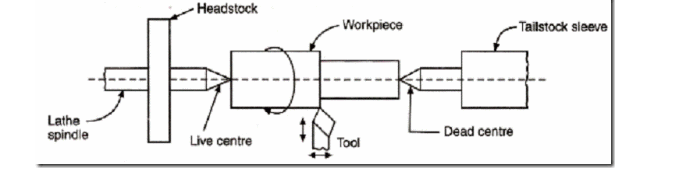 Headstock
Workpiece
Tailstock sleeve
Lathe
spindle
Live centre
Tool
Dead centre